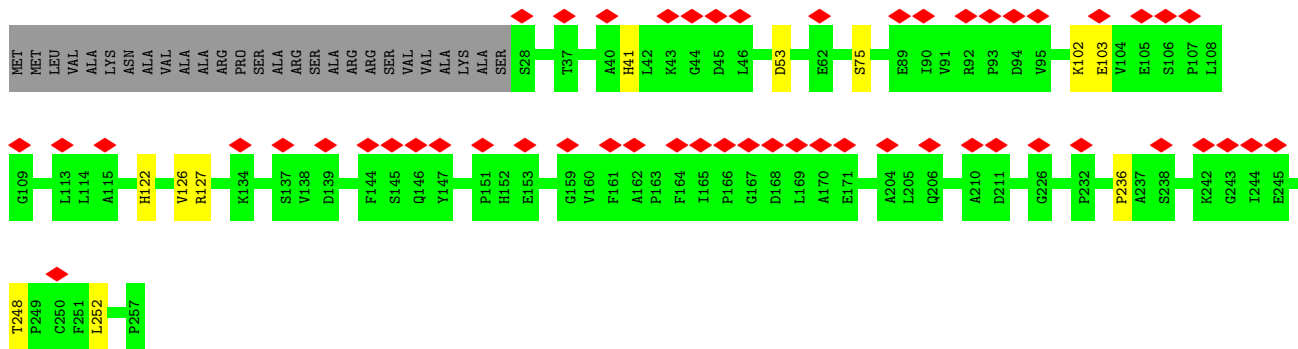 MET MET LEU VAL ALA LYS ASN ALA VAL ALA ALA ARG PRO SER ALA ARG ARG SER ALA ARG ARG SER VAL VAL ALA LYS ALA SER S28 T37 A40 H41 L42 K43 G44 D45 L46 D53 E62 S75 E89 I90 V91 R92 P93 D94 V95 K102 E103 V104 E105 S106 P107 L108
G109 L113 L114 A115 H122 V126 R127 K134 S137 V138 D139 F144 S145 Q146 Y147 P151 H152 E153 G159 V160 F161 A162 P163 F164 I165 P166 G167 D168 L169 A170 E171 A204 L205 Q206 A210 D211 G226 P232 P236 A237 S238 K242 G243 I244 E245
T248 P249 C250 F251 L252 P257